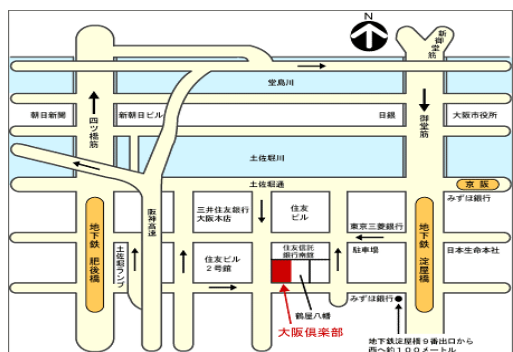 N
新御堂筋
堂島川
朝日新聞
四ツ橋筋
新朝日ビル
日銀
御堂筋
大阪市役所
土佐堀川
土佐堀通
京阪
みずほ銀行
地下鉄 肥後橋
阪神高速
三井住友銀行
大阪本店
住友
ビル
東京三菱銀行
地下鉄 淀屋橋
土佐堀ランプ
住友ビル
2号館
住友信託
銀行南館
駐車場
日本生命本社
鶴屋八幡
みずほ銀行
大阪倶楽部
地下鉄淀屋橋9番出口から
西へ約100メートル